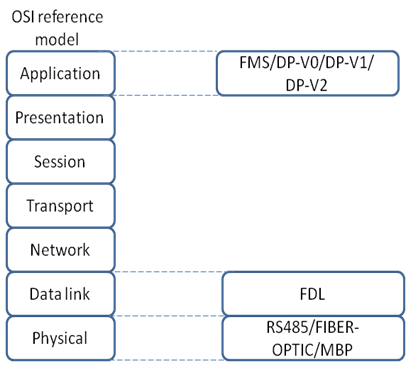 OSI reference
model
Application
FMS/DP-V0/DP-V1/
DP-V2
Presentation
Session
Transport
Network
Data link
FDL
Physical
RS485/FIBER-
OPTIC/MBP